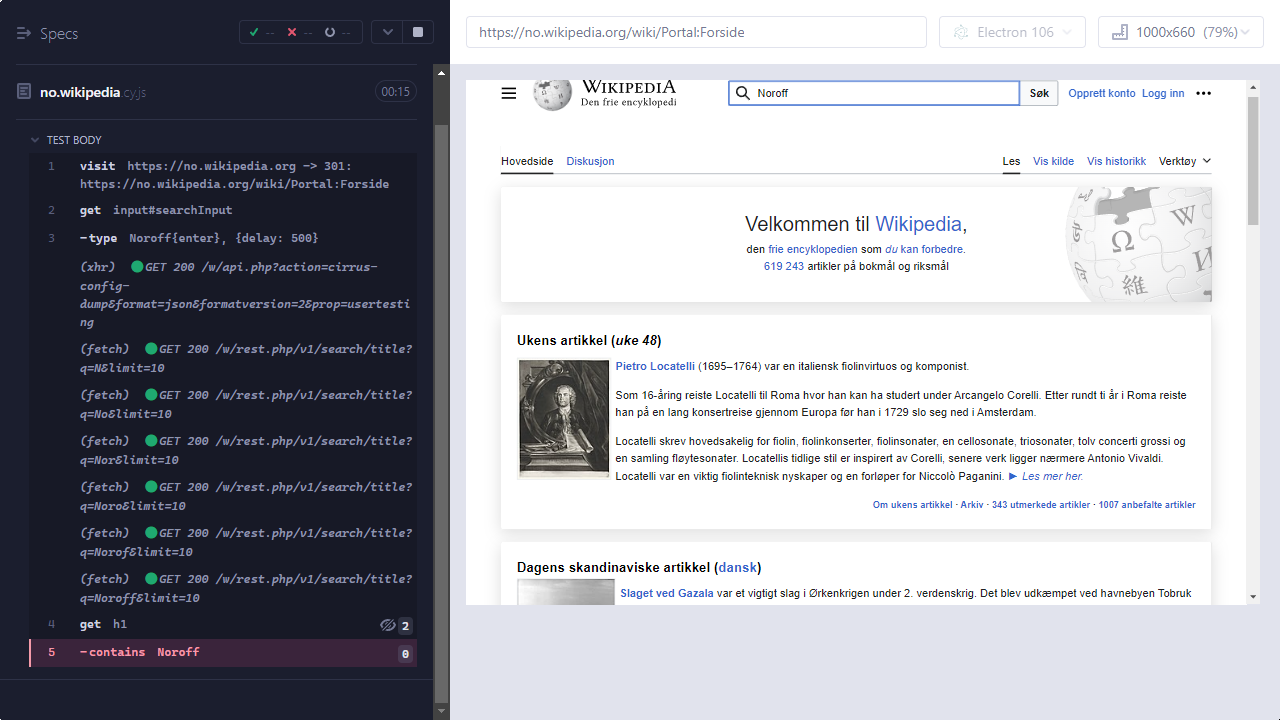 Specs
-- -- --
no.wikipedia.cy.js
00:15
TEST BODY
1 visit https://no.wikipedia.org -> 301:
https://no.wikipedia.org/wiki/Portal:Forside
2 get input#searchInput
3 -type Noroff{enter}, {delay: 500}
(xhr) GET 200 /w/api.php?action=cirrus-
config-
dump&format=json&formatversion=2&prop=usertesti
ng
(fetch) GET 200 /w/rest.php/v1/search/title?
q=N&limit=10
(fetch) GET 200 /w/rest.php/v1/search/title?
q=No&limit=10
(fetch) GET 200 /w/rest.php/v1/search/title?
q=Nor&limit=10
(fetch) GET 200 /w/rest.php/v1/search/title?
q=Noro&limit=10
(fetch) GET 200 /w/rest.php/v1/search/title?
q=Norof&limit=10
(fetch) GET 200 /w/rest.php/v1/search/title?
q=Noroff&limit=10
4 get h1 2
5 -contains Noroff 0
https://no.wikipedia.org/wiki/Portal:Forside
Electron 106
1000x660 (79%)
WIKIPEDIA
Den frie encyklopedi
Noroff
Søk
Opprett konto Logg inn
Hovedside Diskusjon
Les Vis kilde Vis historikk Verktøy
Velkommen til Wikipedia,
den frie encyklopedien som du kan forbedre.
619 243 artikler på bokmål og riksmål
Ω
W
維
Ukens artikkel (uke 48)
Pietro Locatelli (1695–1764) var en italiensk fiolinvirtuos og komponist.
Som 16-åring reiste Locatelli til Roma hvor han kan ha studert under Arcangelo Corelli. Etter rundt ti år i Roma reiste
han på en lang konsertreise gjennom Europa før han i 1729 slo seg ned i Amsterdam.
Locatelli skrev hovedsakelig for fiolin, fiolinkonserter, fiolinsonater, en cellosonate, triosonater, tolv concerti grossi og
en samling fløytesonater. Locatellis tidlige stil er inspirert av Corelli, senere verk ligger nærmere Antonio Vivaldi.
Locatelli var en viktig fiolinteknisk nyskaper og en forløper for Niccolò Paganini. ► Les mer her.
Om ukens artikkel · Arkiv · 343 utmerkede artikler · 1007 anbefalte artikler
Dagens skandinaviske artikkel (dansk)
Slaget ved Gazala var et vigtigt slag i Ørkenkrigen under 2. verdenskrig. Det blev udkæmpet ved havnebyen Tobruk